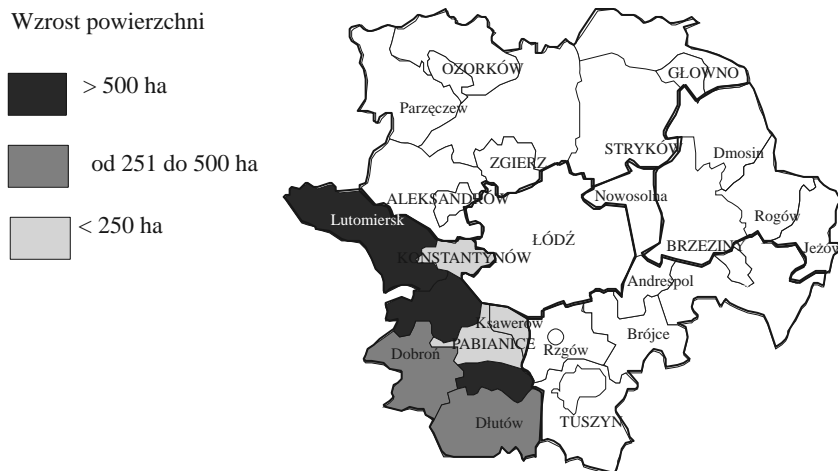 Wzrost powierzchni
> 500 ha
od 251 do 500 ha
< 250 ha
OZORKÓW
GŁOWNO
Parzęczew
ZGIERZ
STRYKÓW
Dmosin
ALEKSANDRÓW
Nowosolna
Lutomiersk
Rogów
ŁÓDŹ
BRZEZINY
Jeżów
KONSTANTYNÓW
Andrespol
Ksawerów
Brójce
PABIANICE
Rzgów
Dobroń
Dłutów
TUSZYN